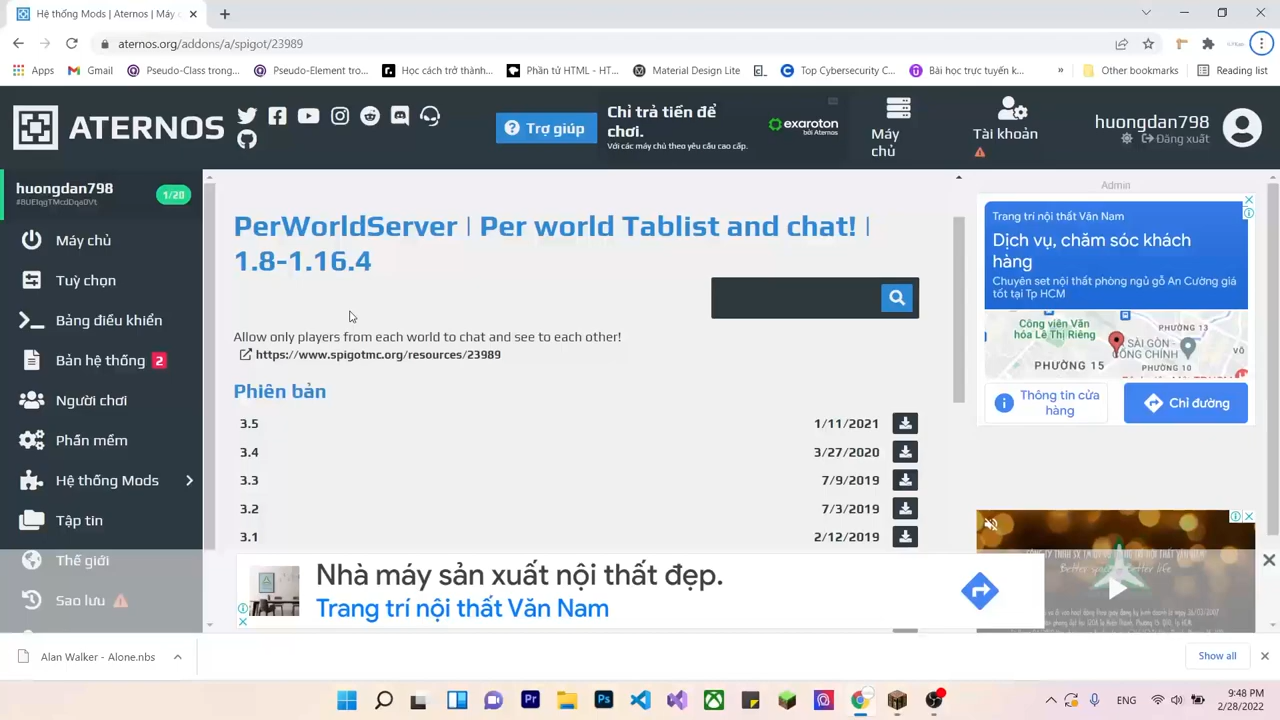 Hệ thống Mods | Aternos | Máy c
aternos.org/addons/a/spigot/23989
Apps
Gmail
Pseudo-Class trong...
Pseudo-Element tro...
Học cách trở thành...
Phần tử HTML - HT...
Material Design Lite
Top Cybersecurity C...
Bài học trực tuyến k...
»
Other bookmarks
Reading list
ATERNOS
Trợ giúp
Chỉ trả tiền để
chơi.
Với các máy chủ theo yêu cầu cao cấp.
exaroton
bởi Aternos
Máy
chủ
Tài khoản
huongdan798
Đăng xuất
huongdan798
1/20
Máy chủ
Tuỳ chọn
Bảng điều khiển
Bản hệ thống 2
Người chơi
Phần mềm
Hệ thống Mods
Tập tin
Thế giới
Sao lưu
PerWorldServer | Per world Tablist and chat! |
1.8-1.16.4
Allow only players from each world to chat and see to each other!
https://www.spigotmc.org/resources/23989
Phiên bản
3.5 1/11/2021
3.4 3/27/2020
3.3 7/9/2019
3.2 7/3/2019
3.1 2/12/2019
Admin
Trang trí nội thất Văn Nam
Dịch vụ, chăm sóc khách
hàng
Chuyên set nội thất phòng ngủ gỗ An Cường giá
tốt tại Tp HCM
Công viên Văn
hóa Lê Thị Riêng
PHƯỜNG 13
SÀI GÒN
CÔNG CHÍNH
PHƯỜNG 15
PHƯỜNG 10
Thông tin cửa
hàng
Chỉ đường
Better space, better life
Nhà máy sản xuất nội thất đẹp.
Trang trí nội thất Văn Nam
Alan Walker - Alone.nbs
Show all
ENG
9:48 PM
2/28/2022